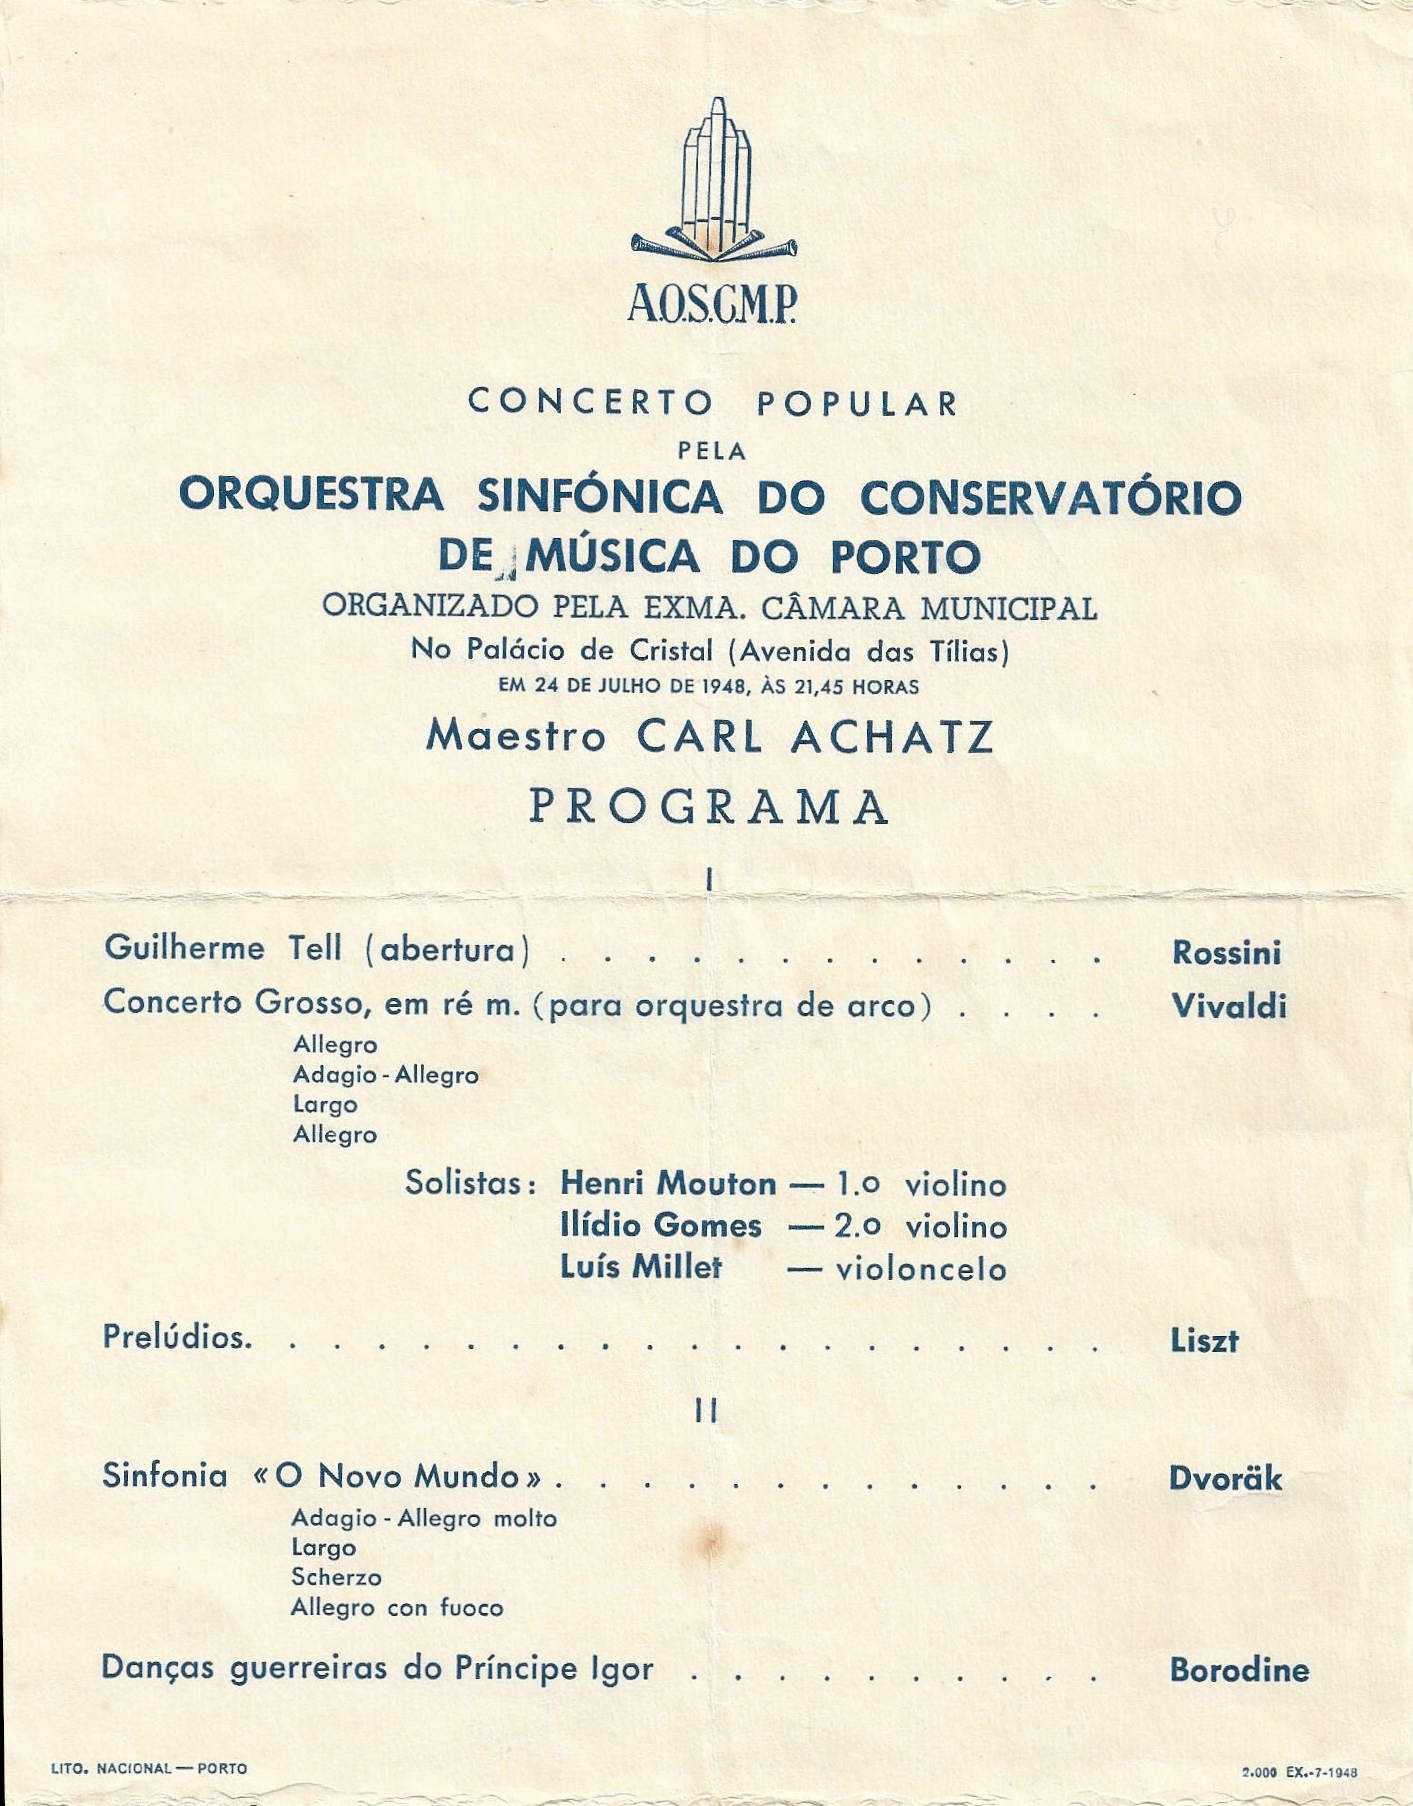 A.O.S.C.M.P.
CONCERTO POPULAR
PELA
ORQUESTRA SINFÓNICA DO CONSERVATÓRIO
DE MÚSICA DO PORTO
ORGANIZADO PELA EXMA. CÂMARA MUNICIPAL
No Palácio de Cristal (Avenida das Tílias)
EM 24 DE JULHO DE 1948, ÀS 21,45 HORAS
Maestro CARL ACHATZ
PROGRAMA
I
Guilherme Tell (abertura) . . . . . . . . . . . . . Rossini
Concerto Grosso, em ré m. (para orquestra de arco) . . . . Vivaldi
Allegro
Adagio - Allegro
Largo
Allegro
Solistas: Henri Mouton — 1.o violino
Ilídio Gomes — 2.o violino
Luís Millet — violoncelo
Prelúdios. . . . . . . . . . . . . . . . . . . . Liszt
II
Sinfonia «O Novo Mundo» . . . . . . . . . . . . . Dvoräk
Adagio - Allegro molto
Largo
Scherzo
Allegro con fuoco
Danças guerreiras do Príncipe Igor . . . . . . . . . . Borodine
LITO. NACIONAL — PORTO
2.000 EX.-7-1948